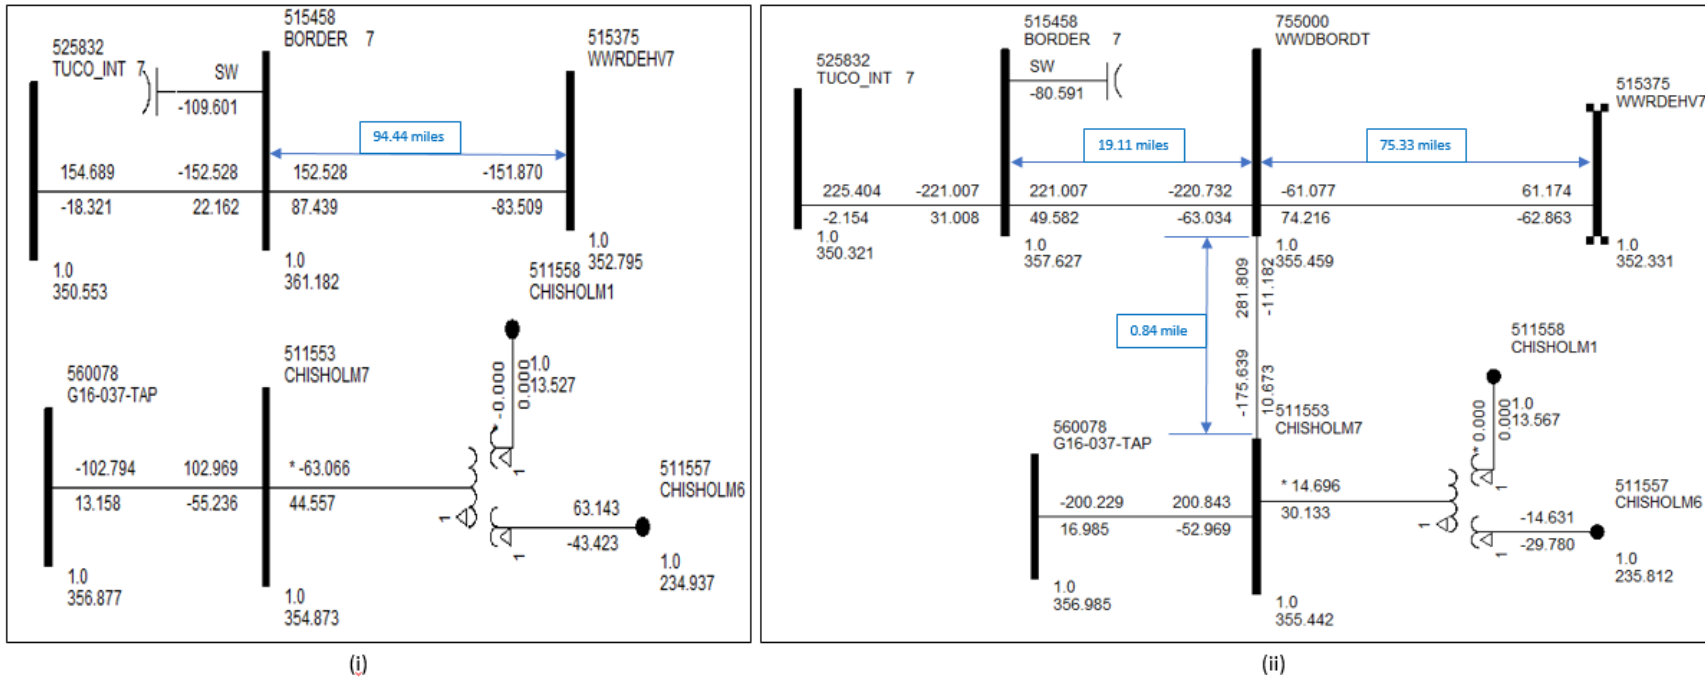 515458
BORDER 7
525832
TUCO_INT 7
SW
-109.601
515375
WWRDEHV7
94.44 miles
154.689 -152.528 152.528 -151.870
-18.321 22.162 87.439 -83.509
1.0
350.553
1.0
361.182
1.0
352.795
511558
CHISHOLM1
-0.000
0.000
1.0
13.527
511553
CHISHOLM7
560078
G16-037-TAP
-102.794 102.969 * -63.066
13.158 -55.236 44.557
1
1
1
511557
CHISHOLM6
63.143
-43.423
1.0
356.877
1.0
354.873
1.0
234.937
(i)
515458
BORDER 7
755000
WWDBORDT
525832
TUCO_INT 7
SW
-80.591
515375
WWRDEHV7
19.11 miles
75.33 miles
225.404 -221.007 221.007 -220.732 -61.077 61.174
-2.154 31.008 49.582 -63.034 74.216 -62.863
1.0
350.321
1.0
357.627
1.0
355.459
1.0
352.331
281.809
-11.182
0.84 mile
-175.639
10.673
511558
CHISHOLM1
* 0.000
0.000
1.0
13.567
511553
CHISHOLM7
560078
G16-037-TAP
-200.229 200.843 * 14.696
16.985 -52.969 30.133
1
1
1
511557
CHISHOLM6
-14.631
-29.780
1.0
356.985
1.0
355.442
1.0
235.812
(ii)